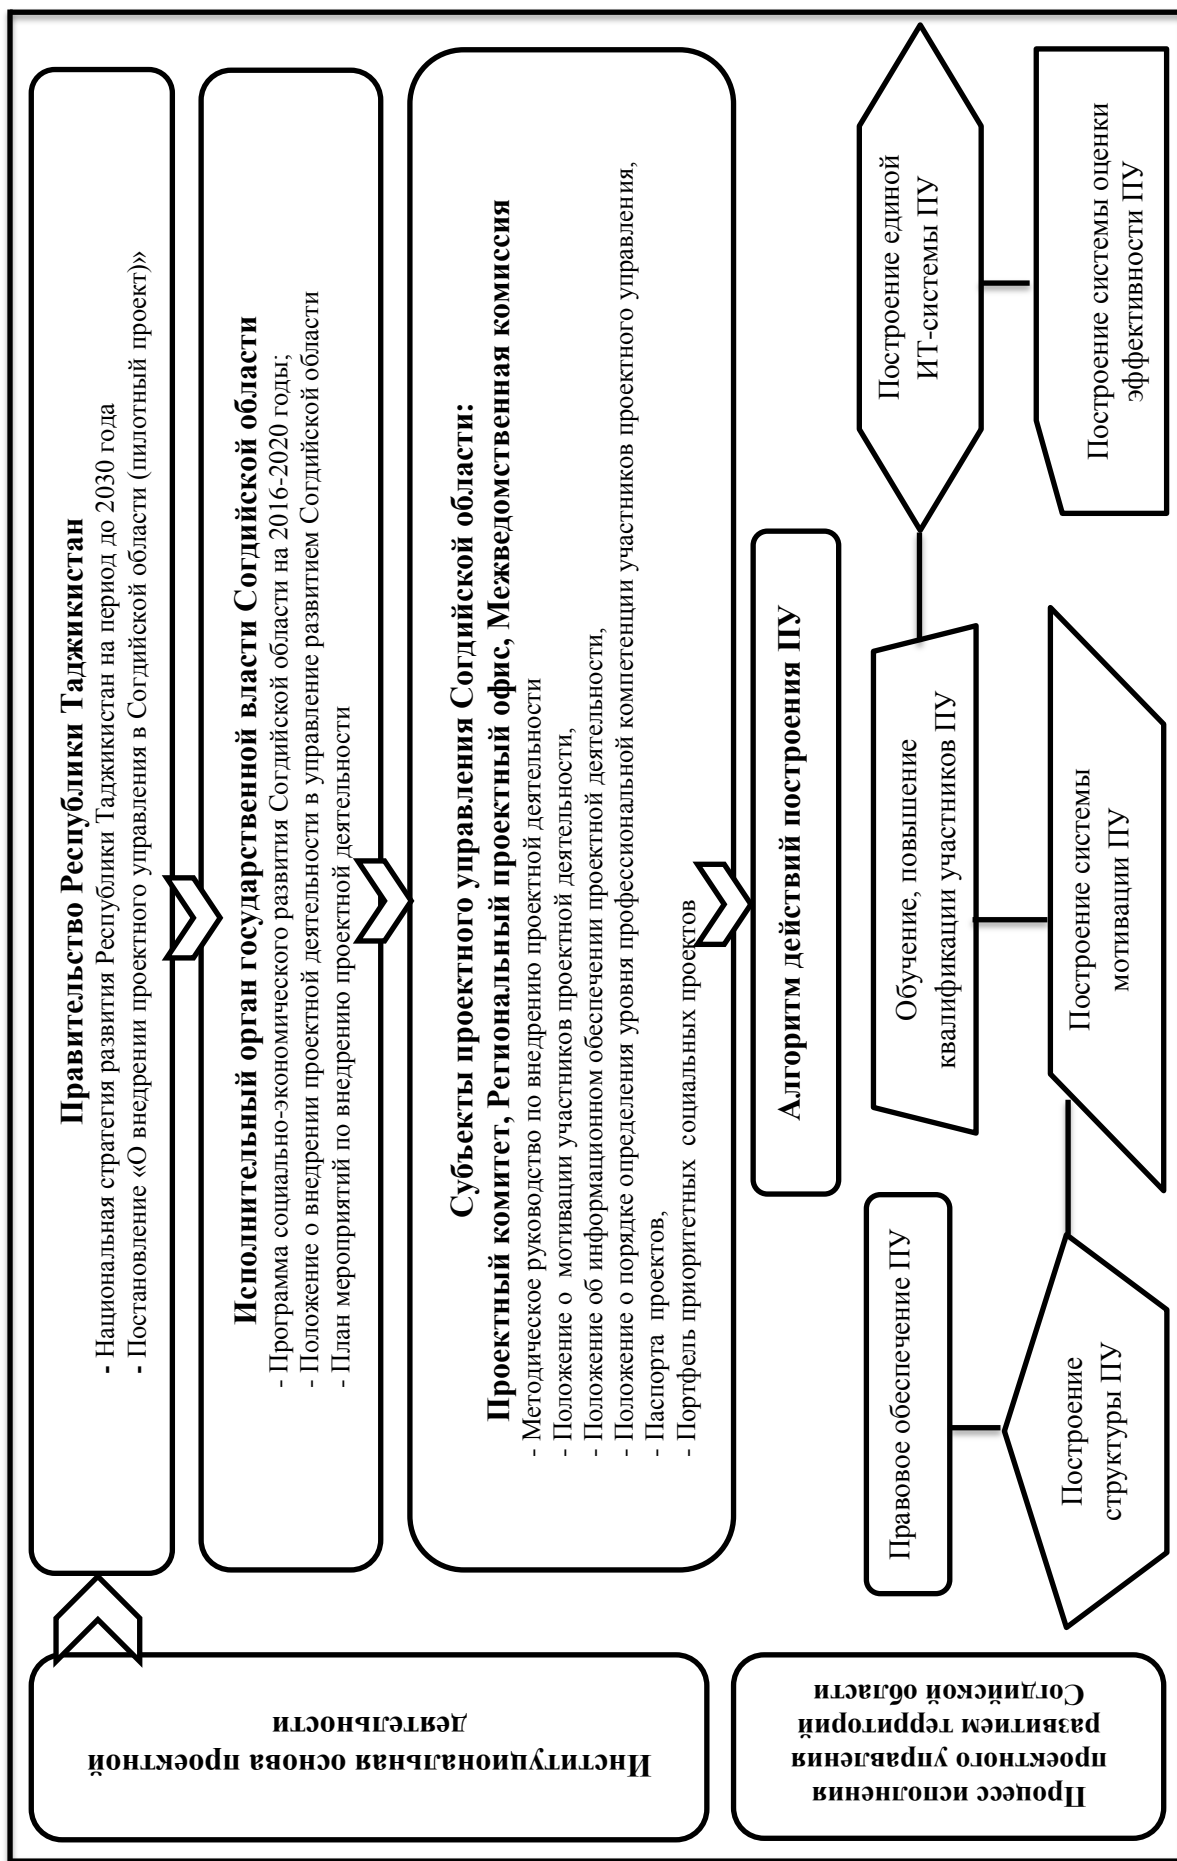 Институциональная основа проектной
деятельности
Правительство Республики Таджикистан
- Национальная стратегия развития Республики Таджикистан на период до 2030 года
- Постановление «О внедрении проектного управления в Согдийской области (пилотный проект)»
Исполнительный орган государственной власти Согдийской области
- Программа социально-экономического развития Согдийской области на 2016-2020 годы;
- Положение о внедрении проектной деятельности в управление развитием Согдийской области
- План мероприятий по внедрению проектной деятельности
Субъекты проектного управления Согдийской области:
Проектный комитет, Региональный проектный офис, Межведомственная комиссия
- Методическое руководство по внедрению проектной деятельности
- Положение о мотивации участников проектной деятельности,
- Положение об информационном обеспечении проектной деятельности,
- Положение о порядке определения уровня профессиональной компетенции участников проектного управления,
- Паспорта проектов,
- Портфель приоритетных социальных проектов
Процесс исполнения
проектного управления
развитием территорий
Согдийской области
Алгоритм действий построения ПУ
Правовое обеспечение ПУ
Построение
структуры ПУ
Построение системы
мотивации ПУ
Обучение, повышение
квалификации участников ПУ
Построение единой
ИТ-системы ПУ
Построение системы оценки
эффективности ПУ